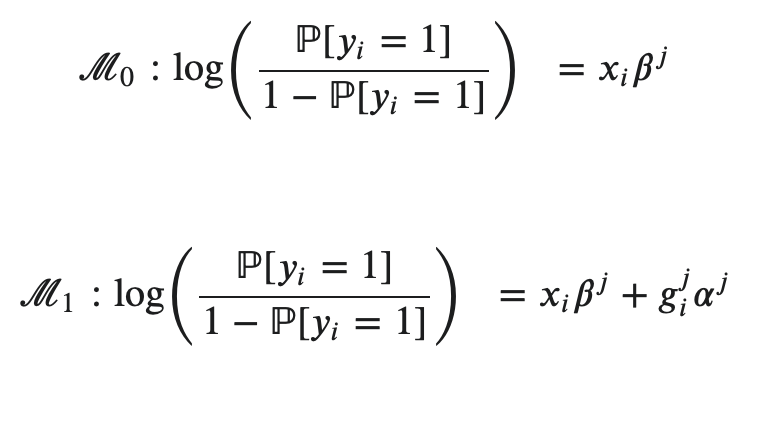 ℳ₀ : log( ℙ[yᵢ = 1] / 1 − ℙ[yᵢ = 1] ) = xᵢβʲ
ℳ₁ : log( ℙ[yᵢ = 1] / 1 − ℙ[yᵢ = 1] ) = xᵢβʲ + gᵢʲαʲ